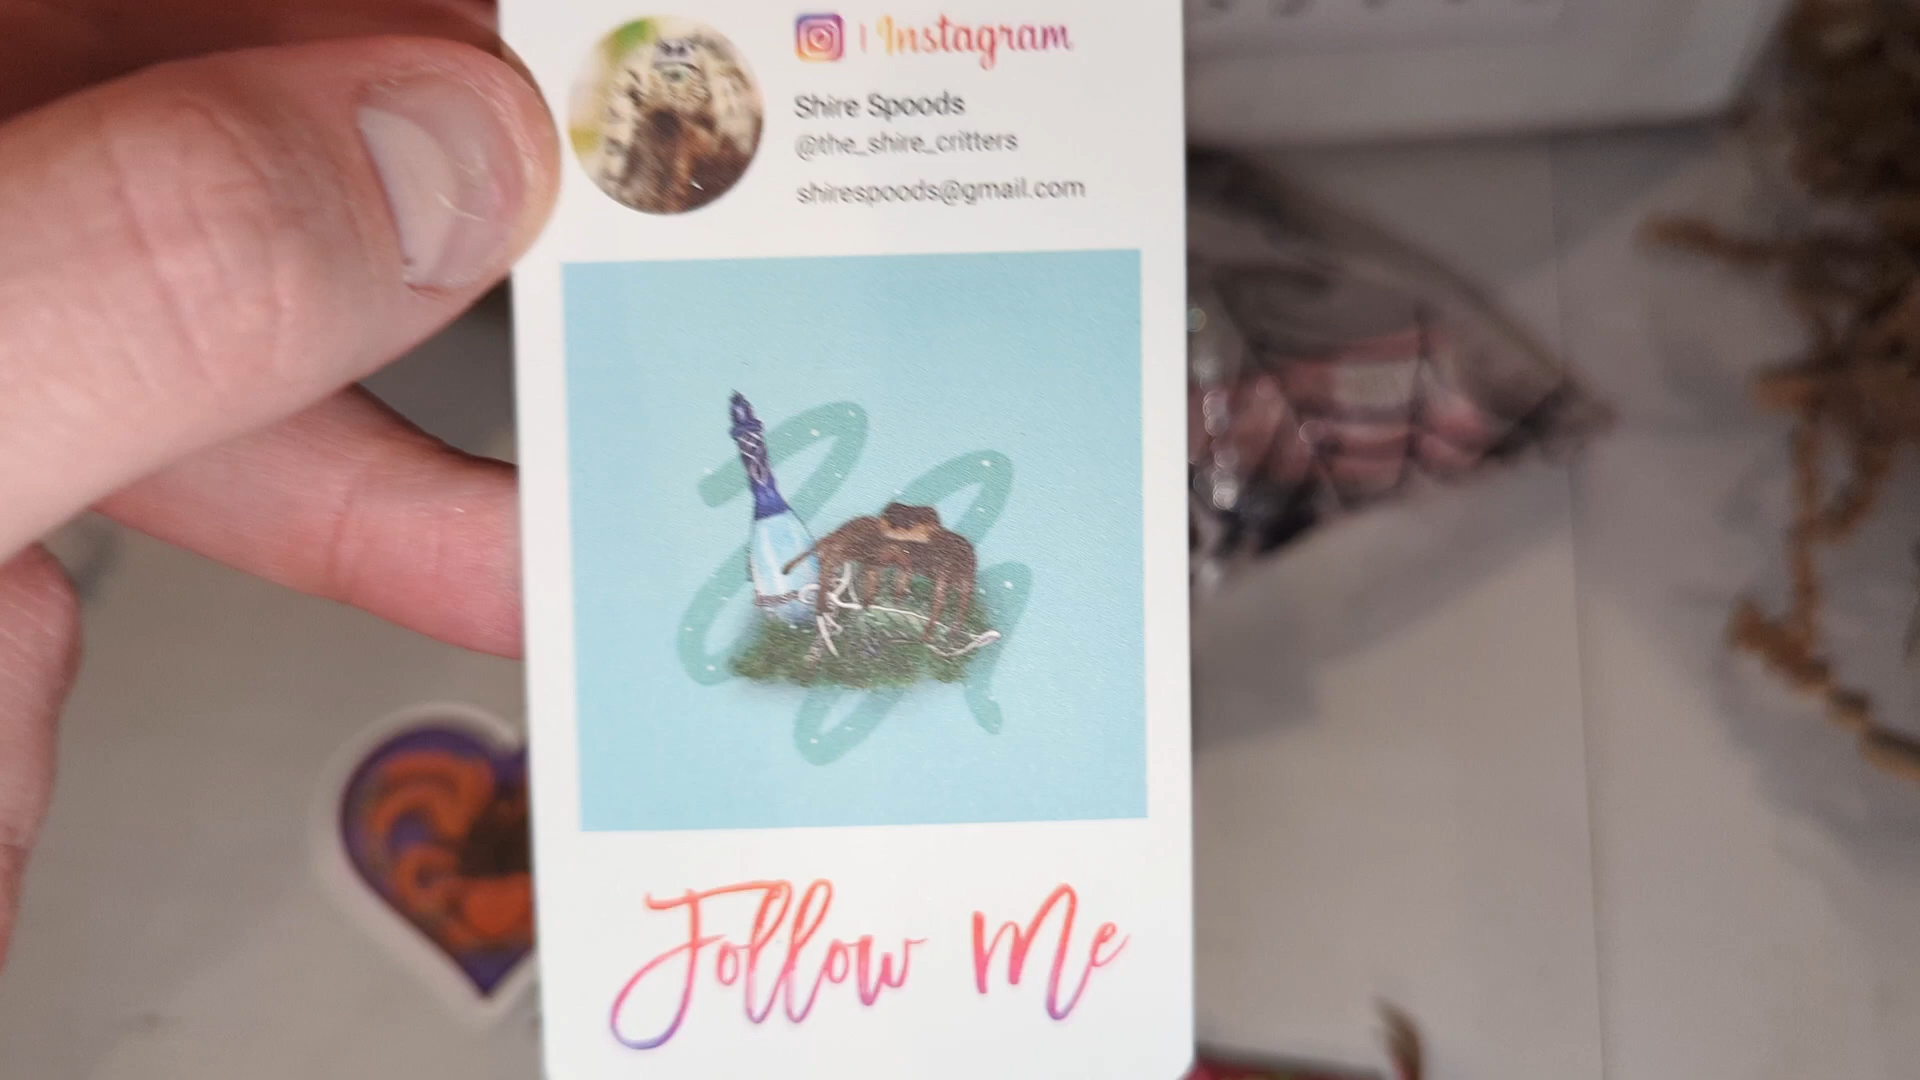 | Instagram
Shire Spoods
@the_shire_critters
shirespoods@gmail.com
Follow Me